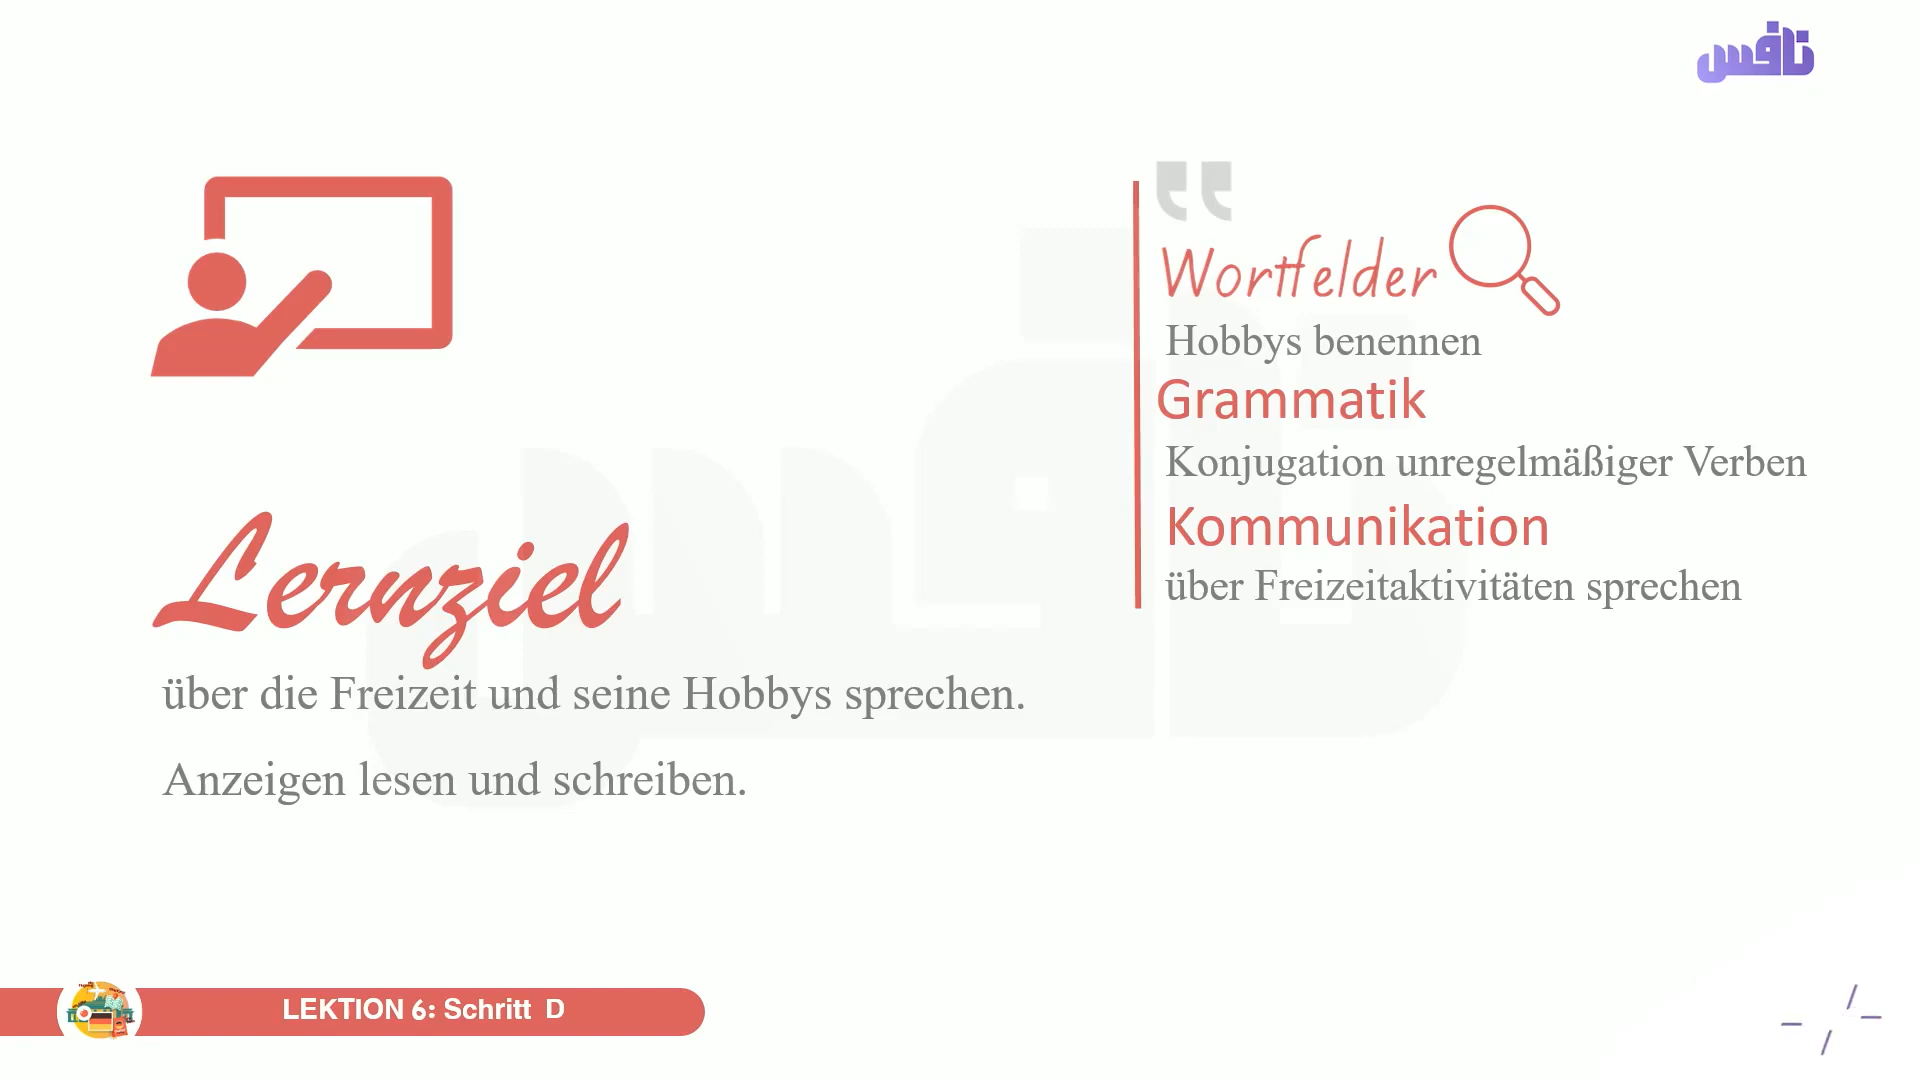 نافس
Wortfelder
Hobbys benennen
Grammatik
Konjugation unregelmäßiger Verben
Kommunikation
über Freizeitaktivitäten sprechen
Lernziel
über die Freizeit und seine Hobbys sprechen.
Anzeigen lesen und schreiben.
LEKTION 6: Schritt D